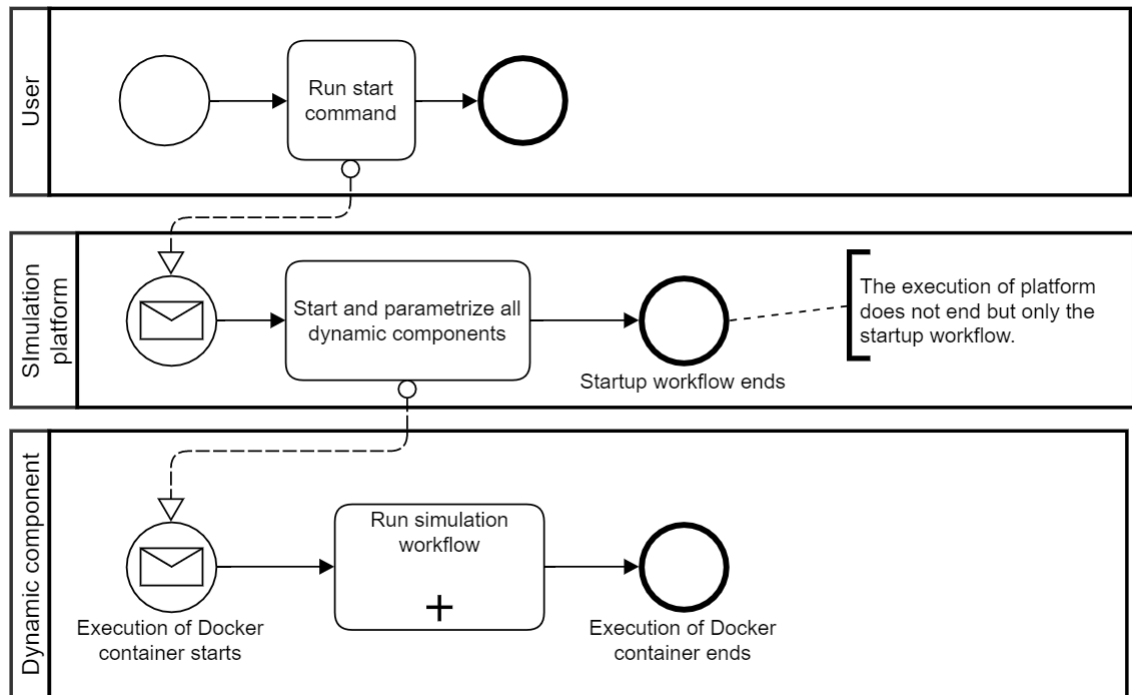 User
Run start
command
SImulation
platform
Start and parametrize all
dynamic components
Startup workflow ends
The execution of platform
does not end but only the
startup workflow.
Dynamic component
Run simulation
workflow
Execution of Docker
container starts
Execution of Docker
container ends